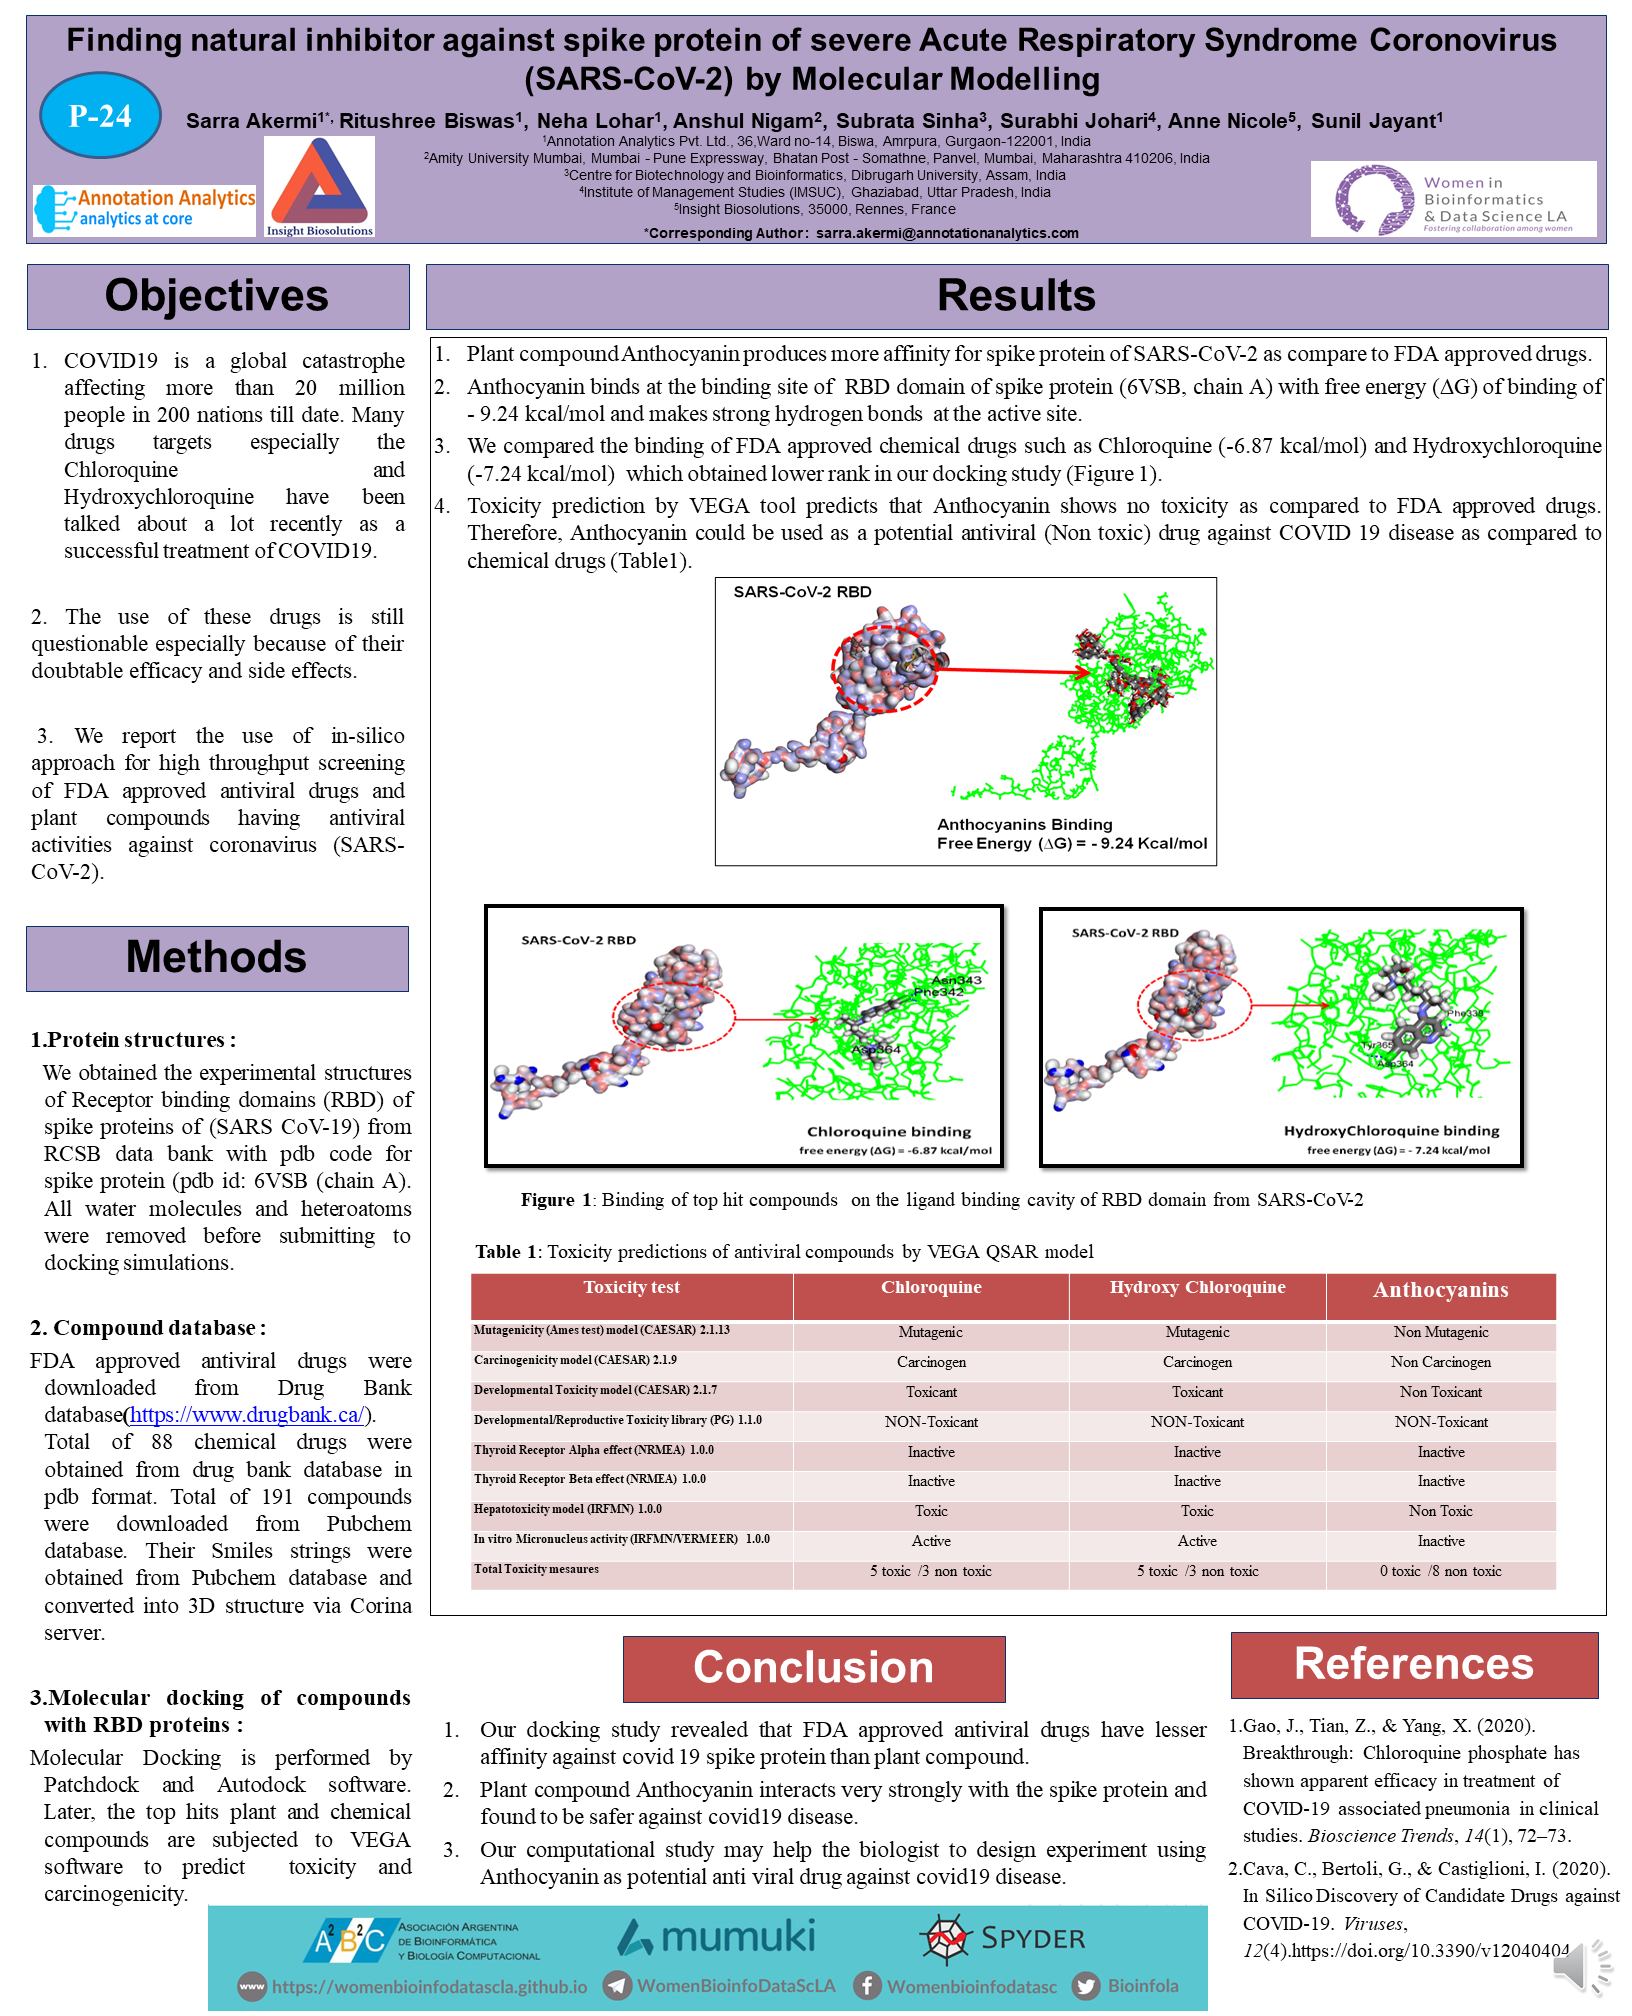 Finding natural inhibitor against spike protein of severe Acute Respiratory Syndrome Coronovirus
(SARS-CoV-2) by Molecular Modelling
P-24
Sarra Akermi1*, Ritushree Biswas1, Neha Lohar1, Anshul Nigam2, Subrata Sinha3, Surabhi Johari4, Anne Nicole5, Sunil Jayant1
1Annotation Analytics Pvt. Ltd., 36,Ward no-14, Biswa, Amrpura, Gurgaon-122001, India
2Amity University Mumbai, Mumbai - Pune Expressway, Bhatan Post - Somathne, Panvel, Mumbai, Maharashtra 410206, India
3Centre for Biotechnology and Bioinformatics, Dibrugarh University, Assam, India
4Institute of Management Studies (IMSUC), Ghaziabad, Uttar Pradesh, India
5Insight Biosolutions, 35000, Rennes, France
*Corresponding Author: sarra.akermi@annotationanalytics.com
Annotation Analytics
analytics at core
Insight Biosolutions
Women in
Bioinformatics
& Data Science LA
Fostering collaboration among women
Objectives
1. COVID19 is a global catastrophe
affecting more than 20 million
people in 200 nations till date. Many
drugs targets especially the
Chloroquine and
Hydroxychloroquine have been
talked about a lot recently as a
successful treatment of COVID19.
2. The use of these drugs is still
questionable especially because of their
doubtable efficacy and side effects.
3. We report the use of in-silico
approach for high throughput screening
of FDA approved antiviral drugs and
plant compounds having antiviral
activities against coronavirus (SARS-
CoV-2).
Methods
1.Protein structures :
We obtained the experimental structures
of Receptor binding domains (RBD) of
spike proteins of (SARS CoV-19) from
RCSB data bank with pdb code for
spike protein (pdb id: 6VSB (chain A).
All water molecules and heteroatoms
were removed before submitting to
docking simulations.
2. Compound database :
FDA approved antiviral drugs were
downloaded from Drug Bank
database(https://www.drugbank.ca/).
Total of 88 chemical drugs were
obtained from drug bank database in
pdb format. Total of 191 compounds
were downloaded from Pubchem
database. Their Smiles strings were
obtained from Pubchem database and
converted into 3D structure via Corina
server.
3.Molecular docking of compounds
with RBD proteins :
Molecular Docking is performed by
Patchdock and Autodock software.
Later, the top hits plant and chemical
compounds are subjected to VEGA
software to predict toxicity and
carcinogenicity.
Results
1. Plant compound Anthocyanin produces more affinity for spike protein of SARS-CoV-2 as compare to FDA approved drugs.
2. Anthocyanin binds at the binding site of RBD domain of spike protein (6VSB, chain A) with free energy (ΔG) of binding of
- 9.24 kcal/mol and makes strong hydrogen bonds at the active site.
3. We compared the binding of FDA approved chemical drugs such as Chloroquine (-6.87 kcal/mol) and Hydroxychloroquine
(-7.24 kcal/mol) which obtained lower rank in our docking study (Figure 1).
4. Toxicity prediction by VEGA tool predicts that Anthocyanin shows no toxicity as compared to FDA approved drugs.
Therefore, Anthocyanin could be used as a potential antiviral (Non toxic) drug against COVID 19 disease as compared to
chemical drugs (Table1).
SARS-CoV-2 RBD
Anthocyanins Binding
Free Energy (ΔG) = - 9.24 Kcal/mol
SARS-CoV-2 RBD
Asn343
Phe342
Asp364
Chloroquine binding
free energy (ΔG) = -6.87 kcal/mol
SARS-CoV-2 RBD
Phe338
Tyr365
Asp364
HydroxyChloroquine binding
free energy (ΔG) = - 7.24 kcal/mol
Figure 1: Binding of top hit compounds on the ligand binding cavity of RBD domain from SARS-CoV-2
Table 1: Toxicity predictions of antiviral compounds by VEGA QSAR model
Toxicity test Chloroquine Hydroxy Chloroquine Anthocyanins
Mutagenicity (Ames test) model (CAESAR) 2.1.13 Mutagenic Mutagenic Non Mutagenic
Carcinogenicity model (CAESAR) 2.1.9 Carcinogen Carcinogen Non Carcinogen
Developmental Toxicity model (CAESAR) 2.1.7 Toxicant Toxicant Non Toxicant
Developmental/Reproductive Toxicity library (PG) 1.1.0 NON-Toxicant NON-Toxicant NON-Toxicant
Thyroid Receptor Alpha effect (NRMEA) 1.0.0 Inactive Inactive Inactive
Thyroid Receptor Beta effect (NRMEA) 1.0.0 Inactive Inactive Inactive
Hepatotoxicity model (IRFMN) 1.0.0 Toxic Toxic Non Toxic
In vitro Micronucleus activity (IRFMN/VERMEER) 1.0.0 Active Active Inactive
Total Toxicity mesaures 5 toxic /3 non toxic 5 toxic /3 non toxic 0 toxic /8 non toxic
Conclusion
1. Our docking study revealed that FDA approved antiviral drugs have lesser
affinity against covid 19 spike protein than plant compound.
2. Plant compound Anthocyanin interacts very strongly with the spike protein and
found to be safer against covid19 disease.
3. Our computational study may help the biologist to design experiment using
Anthocyanin as potential anti viral drug against covid19 disease.
References
1.Gao, J., Tian, Z., & Yang, X. (2020).
Breakthrough: Chloroquine phosphate has
shown apparent efficacy in treatment of
COVID-19 associated pneumonia in clinical
studies. Bioscience Trends, 14(1), 72–73.
2.Cava, C., Bertoli, G., & Castiglioni, I. (2020).
In Silico Discovery of Candidate Drugs against
COVID-19. Viruses,
12(4).https://doi.org/10.3390/v12040404
A2B2C
ASOCIACIÓN ARGENTINA
DE BIOINFORMÁTICA
Y BIOLOGÍA COMPUTACIONAL
mumuki
SPYDER
www https://womenbioinfodatascla.github.io WomenBioinfoDataScLA Womenbioinfodatasc Bioinfola